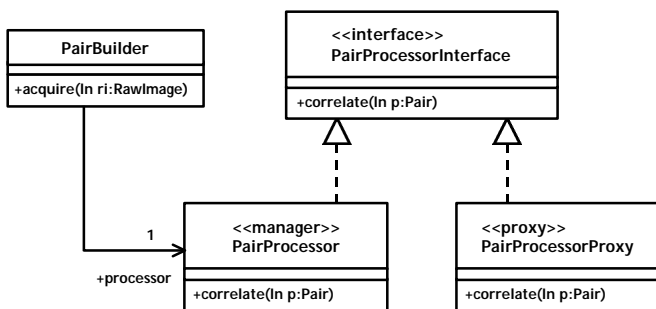 PairBuilder
+acquire(In ri:RawImage)
<<interface>>
PairProcessorInterface
+correlate(In p:Pair)
1
+processor
<<manager>>
PairProcessor
+correlate(In p:Pair)
<<proxy>>
PairProcessorProxy
+correlate(In p:Pair)